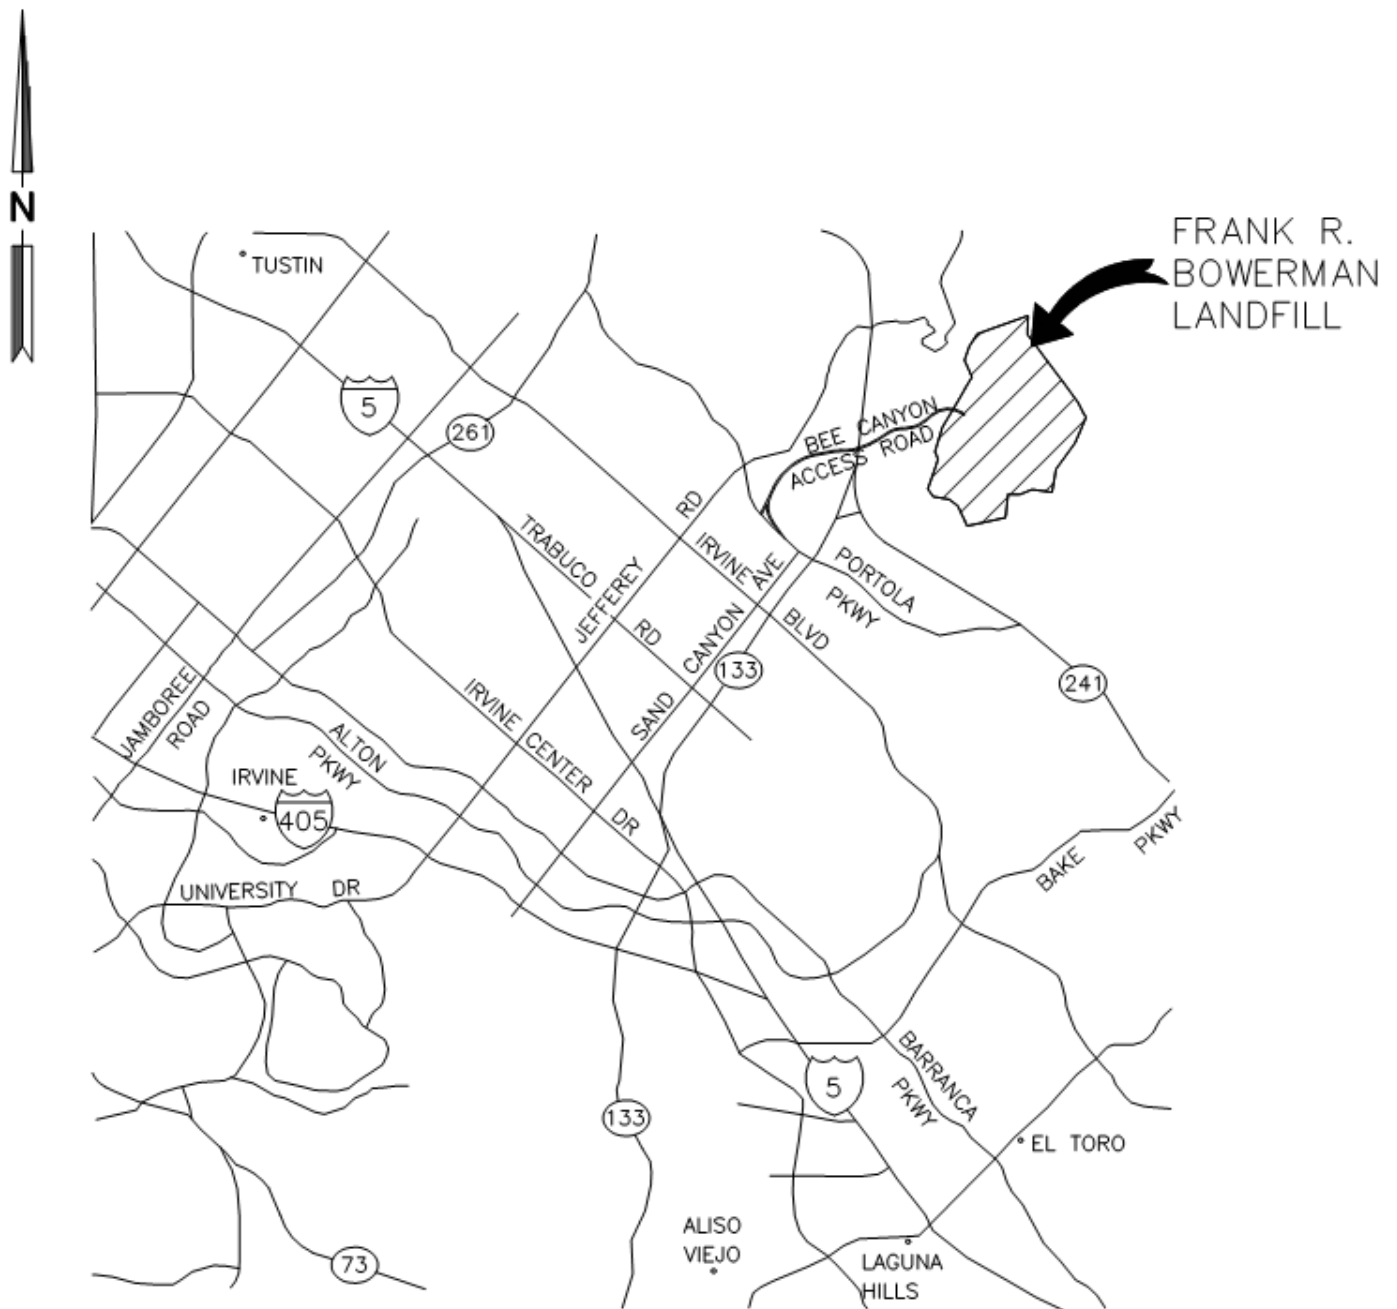 N
FRANK R.
BOWERMAN
LANDFILL
TUSTIN
5
261
BEE CANYON
ACCESS ROAD
TRABUCO
RD
JEFFEREY
RD
IRVINE
BLVD
SAND CANYON AVE
PORTOLA
PKWY
133
241
JAMBOREE
ROAD
IRVINE
405
ALTON
PKWY
IRVINE CENTER DR
UNIVERSITY DR
BAKE PKWY
BARRANCA
PKWY
5
133
EL TORO
ALISO
VIEJO
LAGUNA
HILLS
73